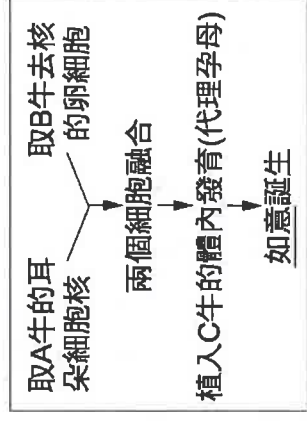 取A牛的耳
朵細胞核
取B牛去核
的卵細胞
兩個細胞融合
植入C牛的體內發育(代理孕母)
如意誕生